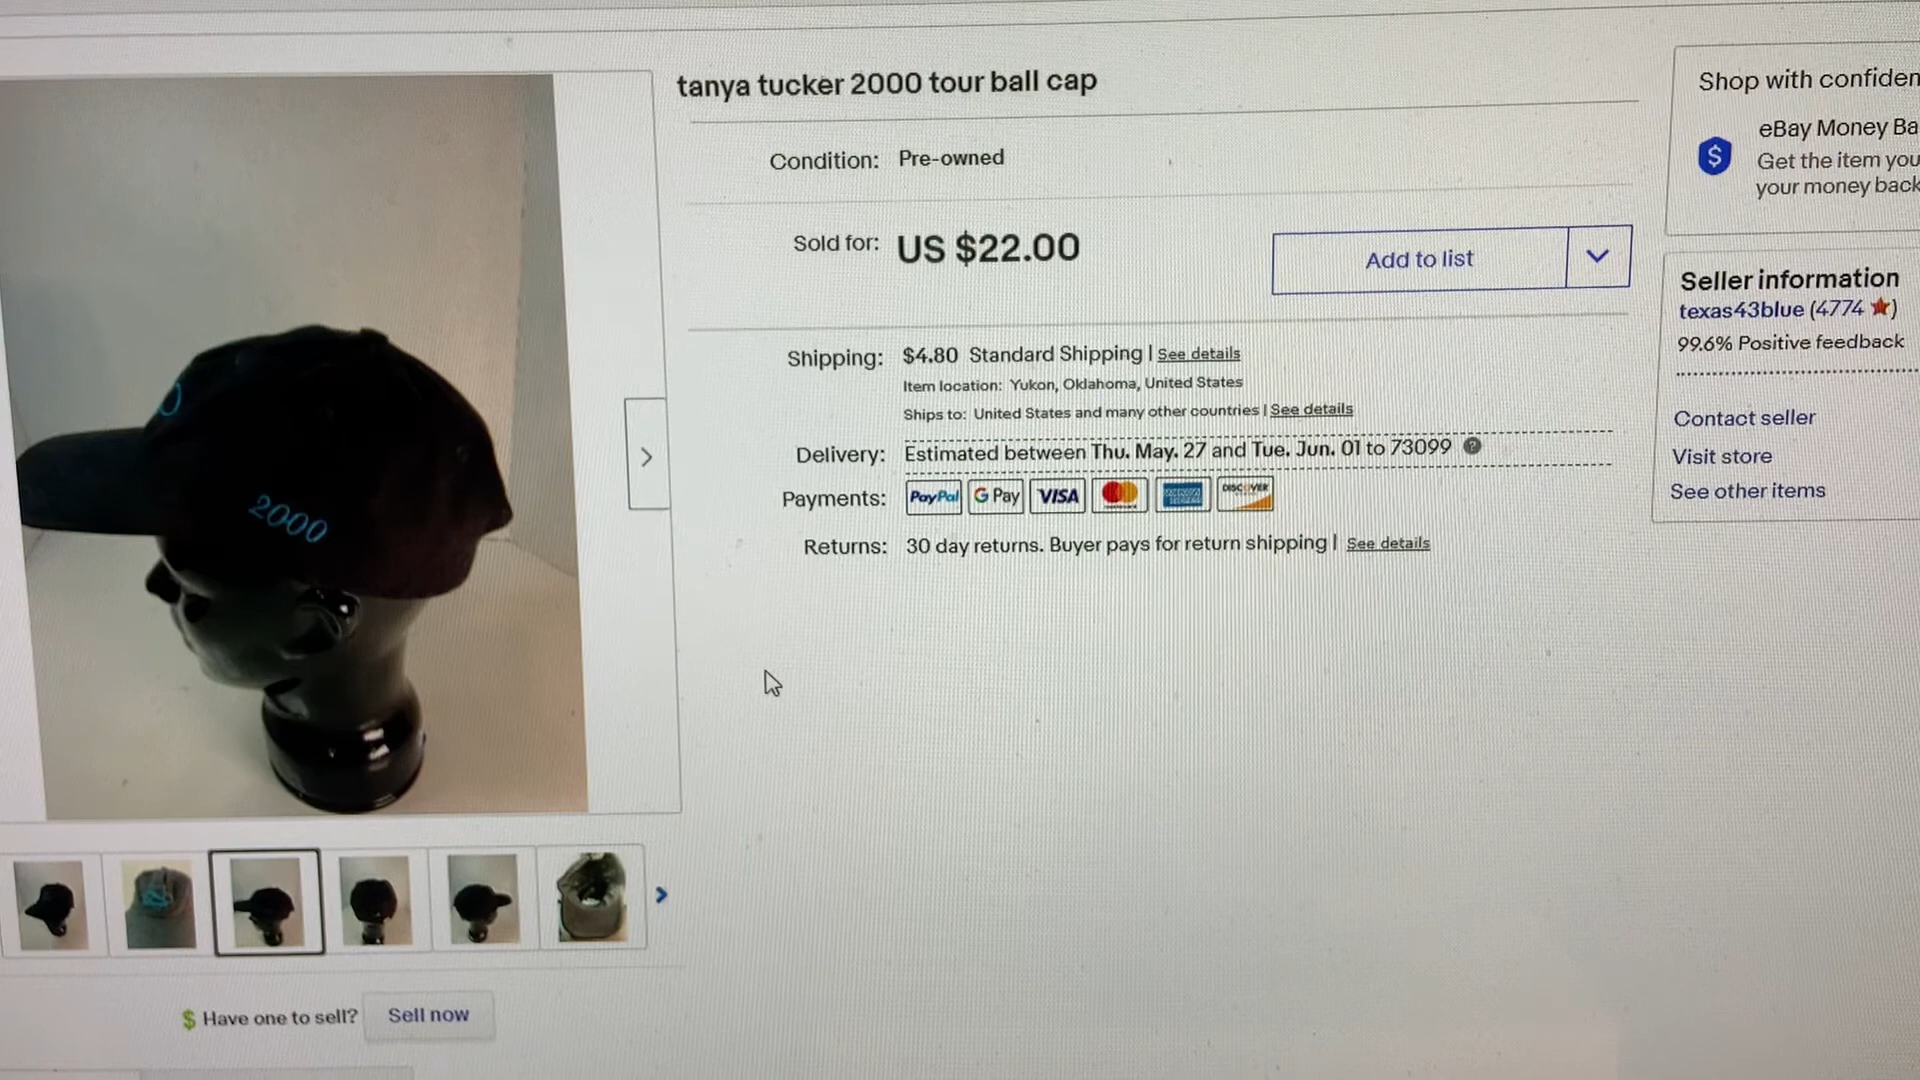 tanya tucker 2000 tour ball cap
Condition: Pre-owned
Sold for: US $22.00
Add to list
Shipping: $4.80 Standard Shipping | See details
Item location: Yukon, Oklahoma, United States
Ships to: United States and many other countries | See details
Delivery: Estimated between Thu. May. 27 and Tue. Jun. 01 to 73099
Payments: PayPal G Pay VISA DISCOVER
Returns: 30 day returns. Buyer pays for return shipping | See details
Shop with confiden
eBay Money Ba
Get the item you
your money back
Seller information
texas43blue (4774)
99.6% Positive feedback
Contact seller
Visit store
See other items
2000
$ Have one to sell? Sell now